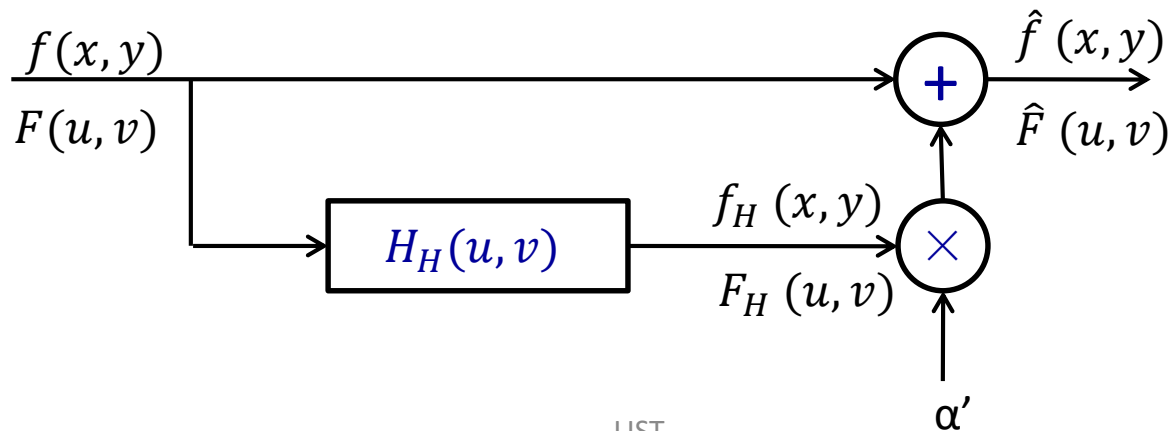 f(x, y)
F(u, v)
+
f̂ (x, y)
F̂ (u, v)
H_H(u, v)
f_H (x, y)
F_H (u, v)
×
α'